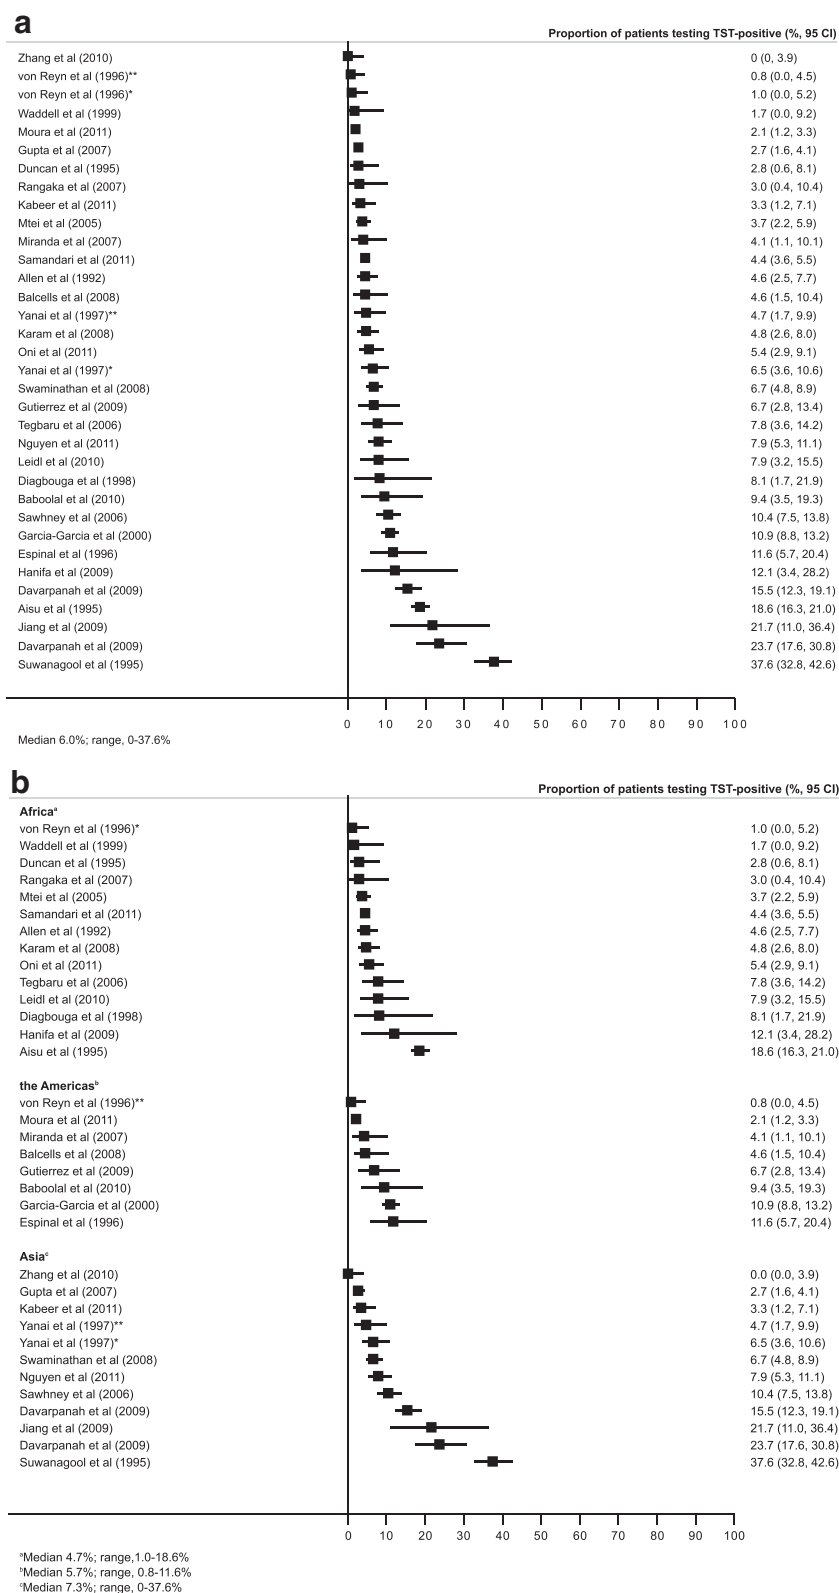 a
Proportion of patients testing TST-positive (%, 95 CI)
Zhang et al (2010) 0 (0, 3.9)
von Reyn et al (1996)** 0.8 (0.0, 4.5)
von Reyn et al (1996)* 1.0 (0.0, 5.2)
Waddell et al (1999) 1.7 (0.0, 9.2)
Moura et al (2011) 2.1 (1.2, 3.3)
Gupta et al (2007) 2.7 (1.6, 4.1)
Duncan et al (1995) 2.8 (0.6, 8.1)
Rangaka et al (2007) 3.0 (0.4, 10.4)
Kabeer et al (2011) 3.3 (1.2, 7.1)
Mtei et al (2005) 3.7 (2.2, 5.9)
Miranda et al (2007) 4.1 (1.1, 10.1)
Samandari et al (2011) 4.4 (3.6, 5.5)
Allen et al (1992) 4.6 (2.5, 7.7)
Balcells et al (2008) 4.6 (1.5, 10.4)
Yanai et al (1997)** 4.7 (1.7, 9.9)
Karam et al (2008) 4.8 (2.6, 8.0)
Oni et al (2011) 5.4 (2.9, 9.1)
Yanai et al (1997)* 6.5 (3.6, 10.6)
Swaminathan et al (2008) 6.7 (4.8, 8.9)
Gutierrez et al (2009) 6.7 (2.8, 13.4)
Tegbaru et al (2006) 7.8 (3.6, 14.2)
Nguyen et al (2011) 7.9 (5.3, 11.1)
Leidl et al (2010) 7.9 (3.2, 15.5)
Diagbouga et al (1998) 8.1 (1.7, 21.9)
Baboolal et al (2010) 9.4 (3.5, 19.3)
Sawhney et al (2006) 10.4 (7.5, 13.8)
Garcia-Garcia et al (2000) 10.9 (8.8, 13.2)
Espinal et al (1996) 11.6 (5.7, 20.4)
Hanifa et al (2009) 12.1 (3.4, 28.2)
Davarpanah et al (2009) 15.5 (12.3, 19.1)
Aisu et al (1995) 18.6 (16.3, 21.0)
Jiang et al (2009) 21.7 (11.0, 36.4)
Davarpanah et al (2009) 23.7 (17.6, 30.8)
Suwanagool et al (1995) 37.6 (32.8, 42.6)
0 10 20 30 40 50 60 70 80 90 100
Median 6.0%; range, 0-37.6%
b
Proportion of patients testing TST-positive (%, 95 CI)
Africaᵃ
von Reyn et al (1996)* 1.0 (0.0, 5.2)
Waddell et al (1999) 1.7 (0.0, 9.2)
Duncan et al (1995) 2.8 (0.6, 8.1)
Rangaka et al (2007) 3.0 (0.4, 10.4)
Mtei et al (2005) 3.7 (2.2, 5.9)
Samandari et al (2011) 4.4 (3.6, 5.5)
Allen et al (1992) 4.6 (2.5, 7.7)
Karam et al (2008) 4.8 (2.6, 8.0)
Oni et al (2011) 5.4 (2.9, 9.1)
Tegbaru et al (2006) 7.8 (3.6, 14.2)
Leidl et al (2010) 7.9 (3.2, 15.5)
Diagbouga et al (1998) 8.1 (1.7, 21.9)
Hanifa et al (2009) 12.1 (3.4, 28.2)
Aisu et al (1995) 18.6 (16.3, 21.0)
the Americasᵇ
von Reyn et al (1996)** 0.8 (0.0, 4.5)
Moura et al (2011) 2.1 (1.2, 3.3)
Miranda et al (2007) 4.1 (1.1, 10.1)
Balcells et al (2008) 4.6 (1.5, 10.4)
Gutierrez et al (2009) 6.7 (2.8, 13.4)
Baboolal et al (2010) 9.4 (3.5, 19.3)
Garcia-Garcia et al (2000) 10.9 (8.8, 13.2)
Espinal et al (1996) 11.6 (5.7, 20.4)
Asiaᶜ
Zhang et al (2010) 0.0 (0.0, 3.9)
Gupta et al (2007) 2.7 (1.6, 4.1)
Kabeer et al (2011) 3.3 (1.2, 7.1)
Yanai et al (1997)** 4.7 (1.7, 9.9)
Yanai et al (1997)* 6.5 (3.6, 10.6)
Swaminathan et al (2008) 6.7 (4.8, 8.9)
Nguyen et al (2011) 7.9 (5.3, 11.1)
Sawhney et al (2006) 10.4 (7.5, 13.8)
Davarpanah et al (2009) 15.5 (12.3, 19.1)
Jiang et al (2009) 21.7 (11.0, 36.4)
Davarpanah et al (2009) 23.7 (17.6, 30.8)
Suwanagool et al (1995) 37.6 (32.8, 42.6)
0 10 20 30 40 50 60 70 80 90 100
ᵃMedian 4.7%; range,1.0-18.6%
ᵇMedian 5.7%; range, 0.8-11.6%
ᶜMedian 7.3%; range, 0-37.6%